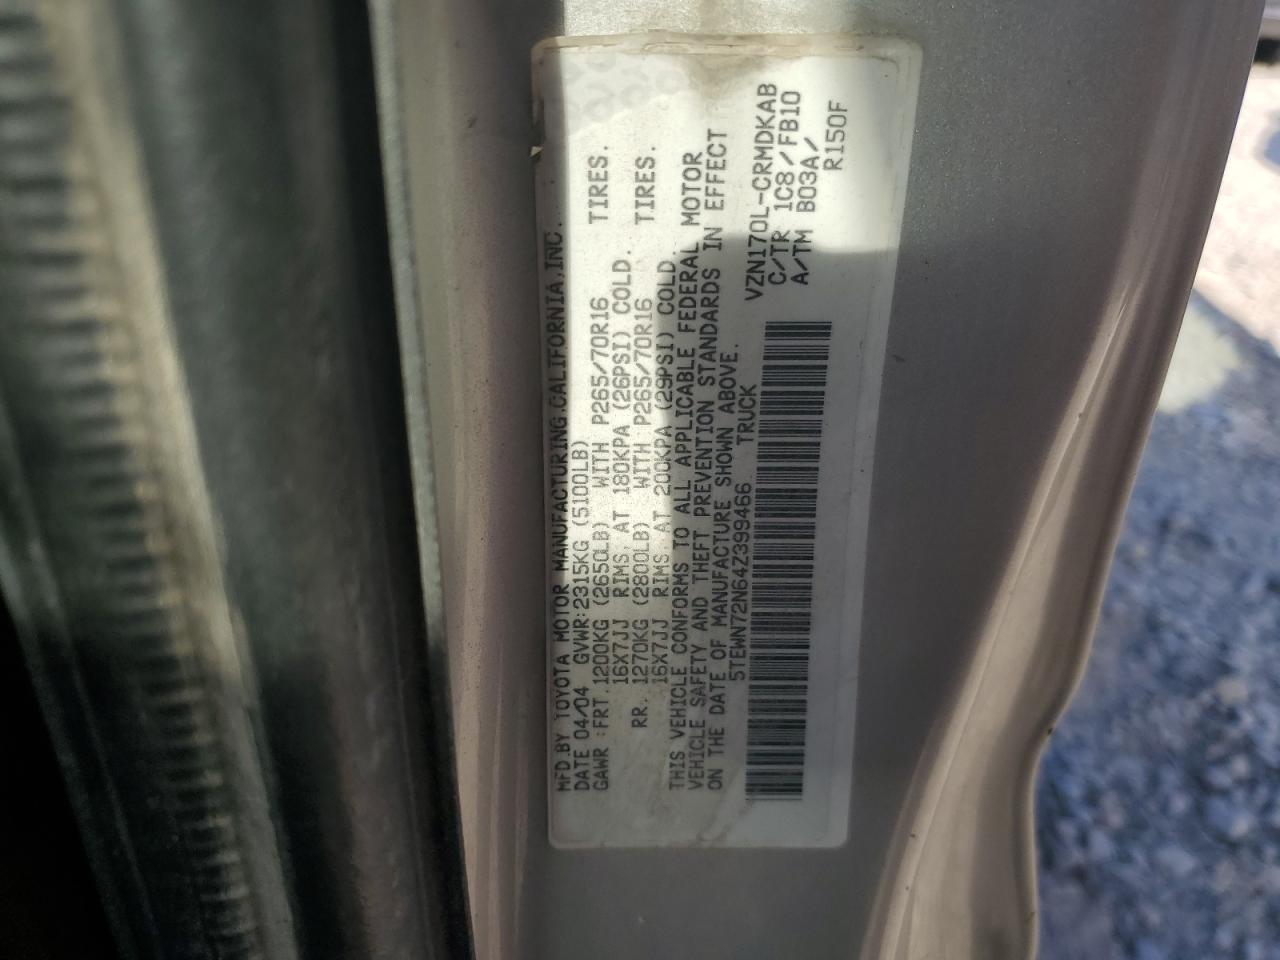 MFD.BY TOYOTA MOTOR MANUFACTURING.CALIFORNIA,INC.
DATE 04/04 GVWR:2315KG (5100LB)
GAWR :FRT.1200KG (2650LB) WITH P265/70R16 TIRES.
16X7JJ RIMS, AT 180KPA (26PSI) COLD.
RR. 1270KG (2800LB) WITH P265/70R16 TIRES.
16X7JJ RIMS, AT 200KPA (29PSI) COLD.
THIS VEHICLE CONFORMS TO ALL APPLICABLE FEDERAL MOTOR
VEHICLE SAFETY AND THEFT PREVENTION STANDARDS IN EFFECT
ON THE DATE OF MANUFACTURE SHOWN ABOVE.
5TEWN72N64Z399466 TRUCK
VZN170L-CRMDKAB
C/TR 1C8/FB10
A/TM B03A/
R150F